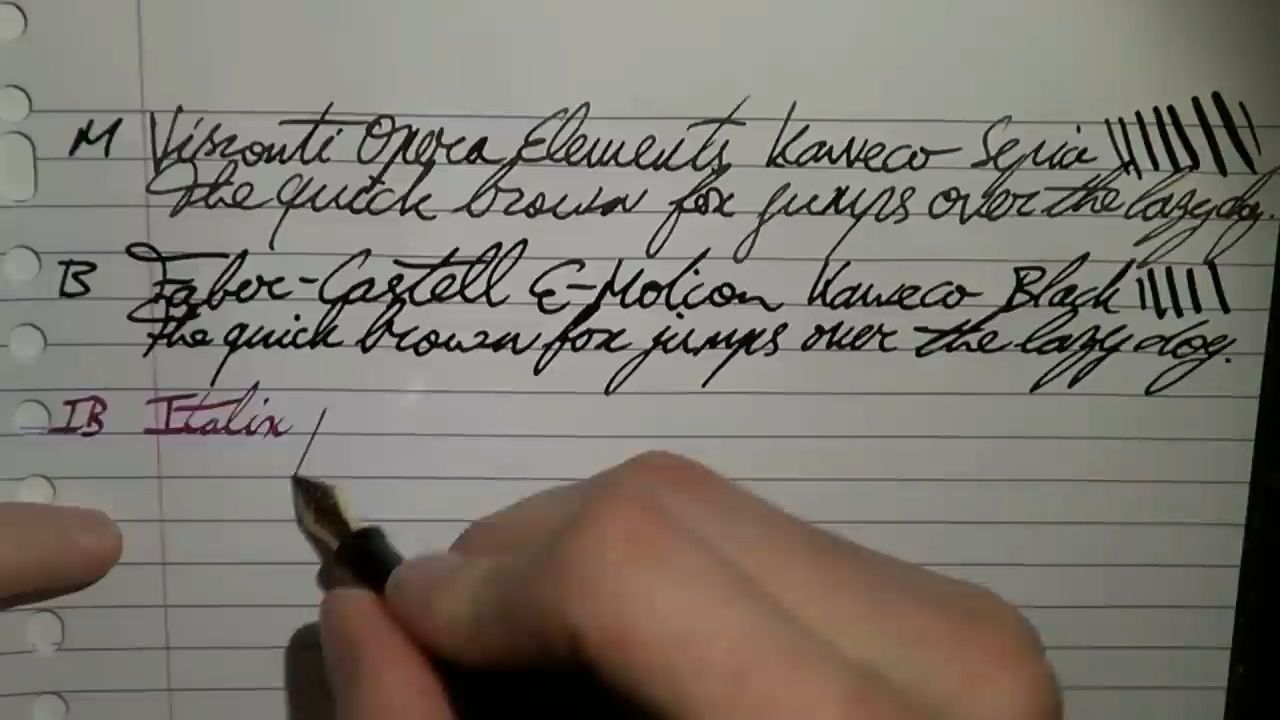 M Visconti Opera Elements Kaweco Sepia
The quick brown fox jumps over the lazy dog.
B Faber-Castell E-Motion Kaweco Black
The quick brown fox jumps over the lazy dog.
IB Italix